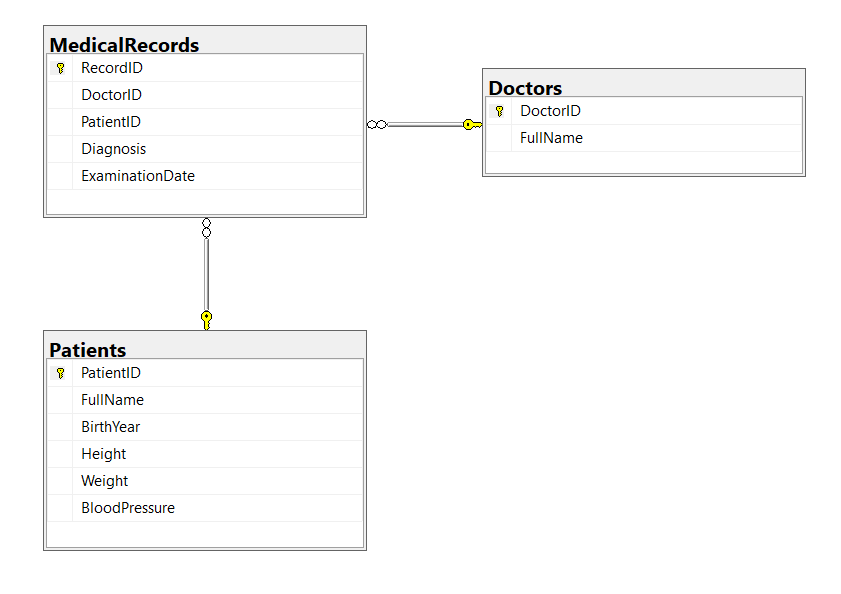 MedicalRecords
RecordID
DoctorID
PatientID
Diagnosis
ExaminationDate
Doctors
DoctorID
FullName
Patients
PatientID
FullName
BirthYear
Height
Weight
BloodPressure